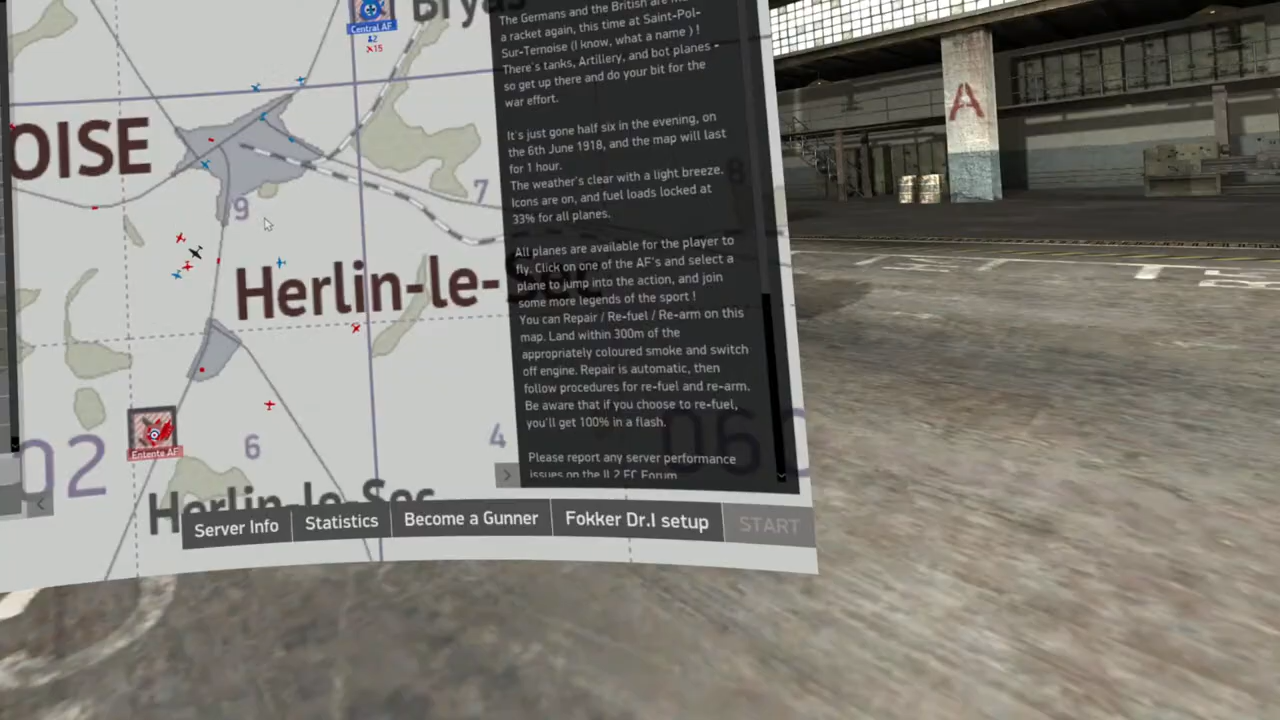 Bryas
Central AF
2
15
OISE
9
7
8
Herlin-le-Sec
Entente AF
02
6
4
06
Herlin-le-Sec
The Germans and the British are
a racket again, this time at Saint-Pol-
Sur-Ternoise (I know, what a name ) !
There's tanks, Artillery, and bot planes -
so get up there and do your bit for the
war effort.
It's just gone half six in the evening, on
the 6th June 1918, and the map will last
for 1 hour.
The weather's clear with a light breeze.
Icons are on, and fuel loads locked at
33% for all planes.
All planes are available for the player to
fly. Click on one of the AF's and select a
plane to jump into the action, and join
some more legends of the sport !
You can Repair / Re-fuel / Re-arm on this
map. Land within 300m of the
appropriately coloured smoke and switch
off engine. Repair is automatic, then
follow procedures for re-fuel and re-arm.
Be aware that if you choose to re-fuel,
you'll get 100% in a flash.
Please report any server performance
issues on the IL2 FC Forum
Server Info
Statistics
Become a Gunner
Fokker Dr.I setup
START
A